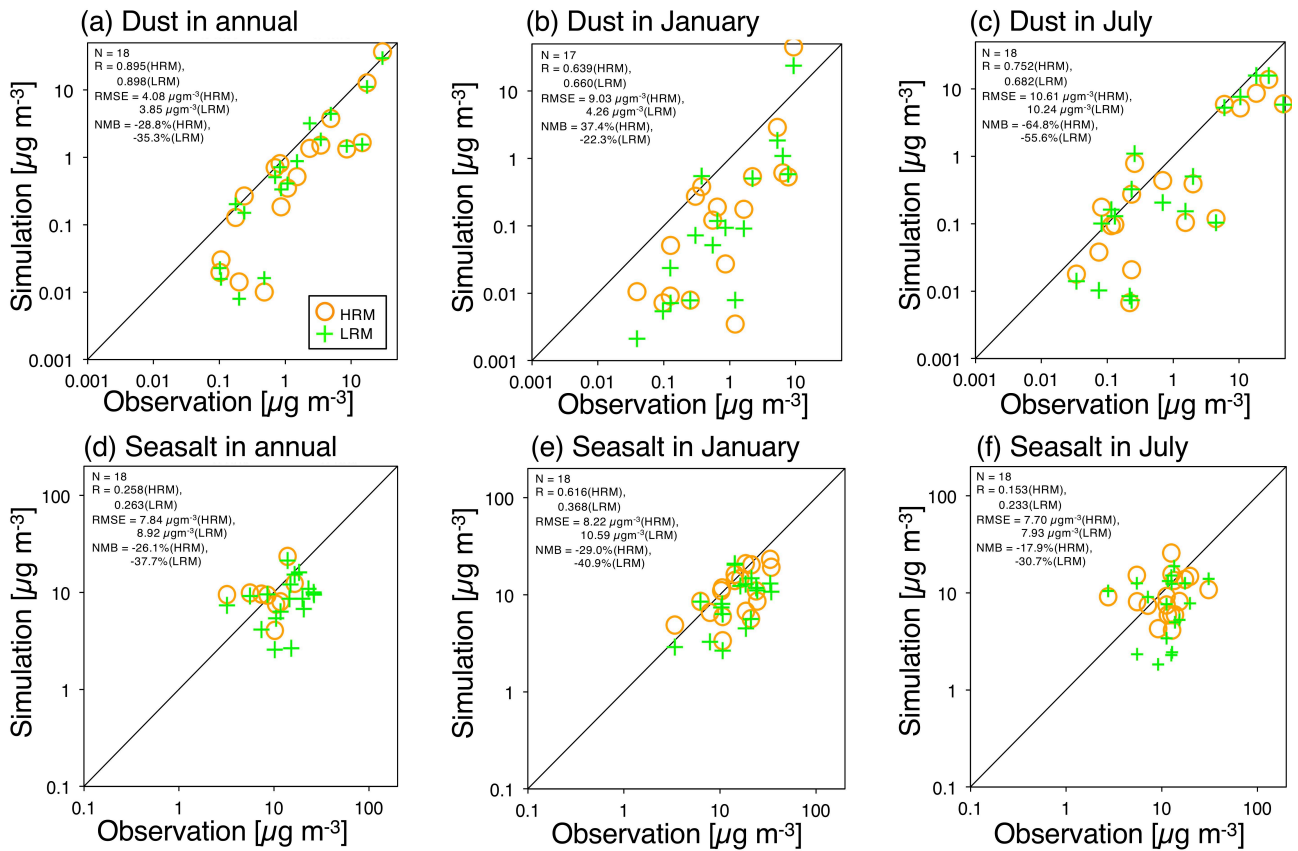 (a) Dust in annual
N = 18
R = 0.895(HRM),
0.898(LRM)
RMSE = 4.08 µgm-3(HRM),
3.85 µgm-3(LRM)
NMB = -28.8%(HRM),
-35.3%(LRM)
Simulation [µg m-3]
10
1
0.1
0.01
0.001
HRM
LRM
0.001 0.01 0.1 1 10
Observation [µg m-3]
(b) Dust in January
N = 17
R = 0.639(HRM),
0.660(LRM)
RMSE = 9.03 µgm-3(HRM),
4.26 µgm-3(LRM)
NMB = 37.4%(HRM),
-22.3%(LRM)
Simulation [µg m-3]
10
1
0.1
0.01
0.001
0.001 0.01 0.1 1 10
Observation [µg m-3]
(c) Dust in July
N = 18
R = 0.752(HRM),
0.682(LRM)
RMSE = 10.61 µgm-3(HRM),
10.24 µgm-3(LRM)
NMB = -64.8%(HRM),
-55.6%(LRM)
Simulation [µg m-3]
10
1
0.1
0.01
0.001
0.001 0.01 0.1 1 10
Observation [µg m-3]
(d) Seasalt in annual
N = 18
R = 0.258(HRM),
0.263(LRM)
RMSE = 7.84 µgm-3(HRM),
8.92 µgm-3(LRM)
NMB = -26.1%(HRM),
-37.7%(LRM)
Simulation [µg m-3]
100
10
1
0.1
0.1 1 10 100
Observation [µg m-3]
(e) Seasalt in January
N = 18
R = 0.616(HRM),
0.368(LRM)
RMSE = 8.22 µgm-3(HRM),
10.59 µgm-3(LRM)
NMB = -29.0%(HRM),
-40.9%(LRM)
Simulation [µg m-3]
100
10
1
0.1
0.1 1 10 100
Observation [µg m-3]
(f) Seasalt in July
N = 18
R = 0.153(HRM),
0.233(LRM)
RMSE = 7.70 µgm-3(HRM),
7.93 µgm-3(LRM)
NMB = -17.9%(HRM),
-30.7%(LRM)
Simulation [µg m-3]
100
10
1
0.1
0.1 1 10 100
Observation [µg m-3]